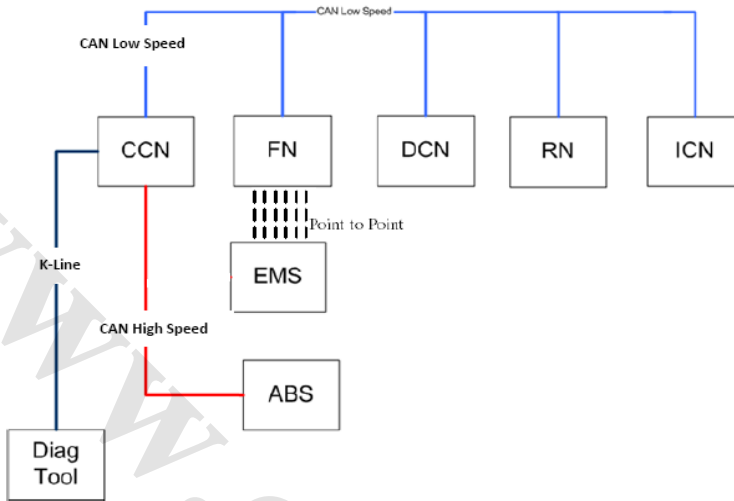 CAN Low Speed
CAN Low Speed
CCN
FN
DCN
RN
ICN
Point to Point
K-Line
EMS
CAN High Speed
ABS
Diag
Tool